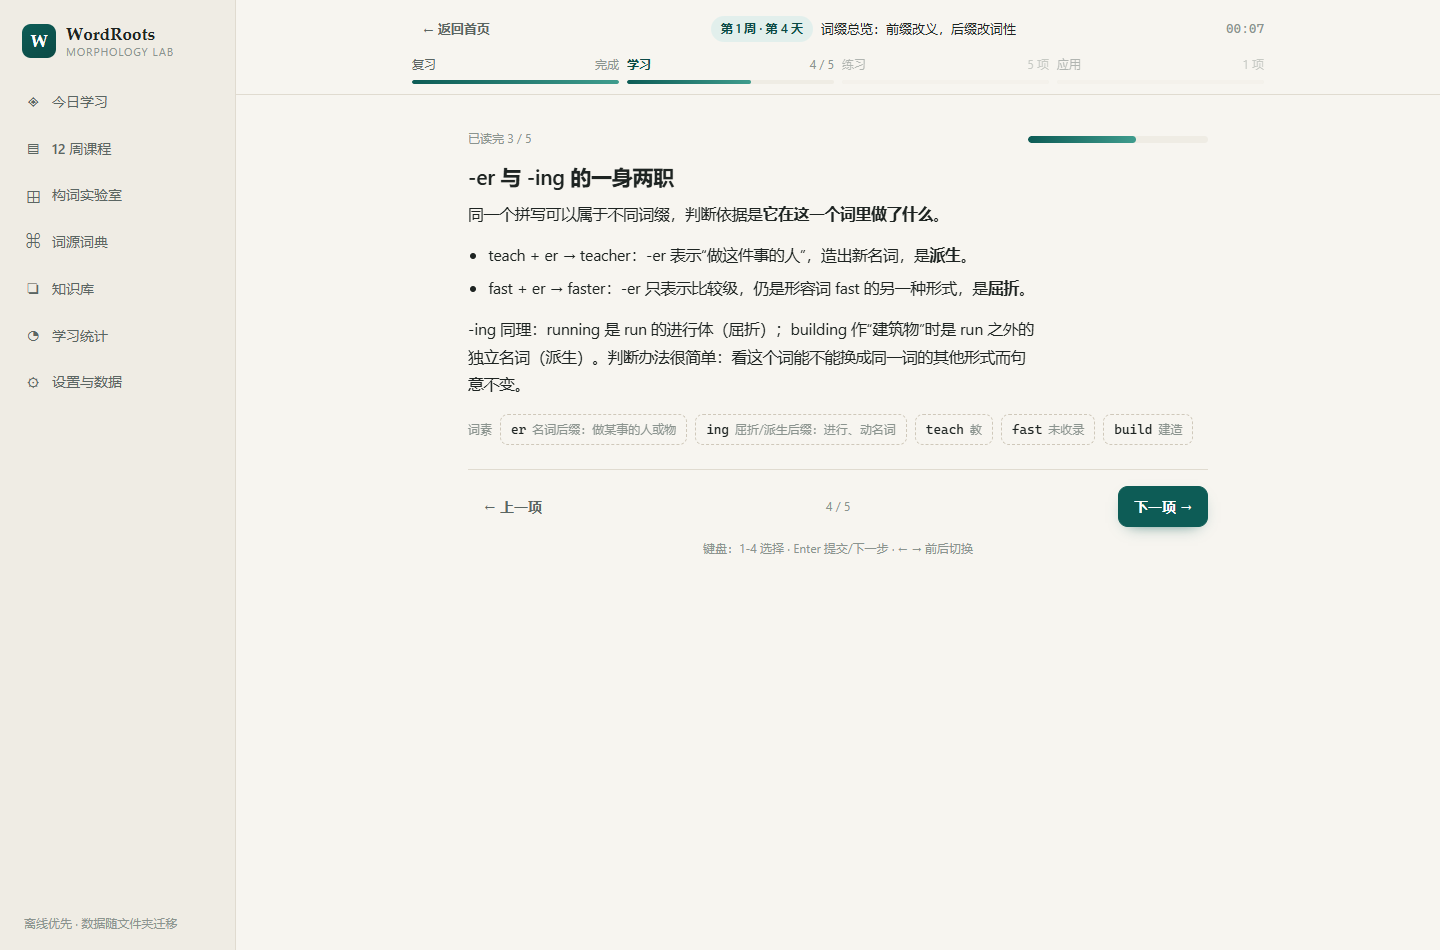 W
WordRoots
MORPHOLOGY LAB
今日学习
12 周课程
构词实验室
词源词典
知识库
学习统计
设置与数据
离线优先 · 数据随文件夹迁移
← 返回首页
第 1 周 · 第 4 天 词缀总览：前缀改义，后缀改词性
00:07
复习 完成 学习 4 / 5 练习 5 项 应用 1 项
已读完 3 / 5
-er 与 -ing 的一身两职
同一个拼写可以属于不同词缀，判断依据是它在这一个词里做了什么。
• teach + er → teacher：-er 表示“做这件事的人”，造出新名词，是派生。
• fast + er → faster：-er 只表示比较级，仍是形容词 fast 的另一种形式，是屈折。
-ing 同理：running 是 run 的进行体（屈折）；building 作“建筑物”时是 run 之外的
独立名词（派生）。判断办法很简单：看这个词能不能换成同一词的其他形式而句
意不变。
词素 er 名词后缀：做某事的人或物 ing 屈折/派生后缀：进行、动名词 teach 教 fast 未收录 build 建造
← 上一项 4 / 5 下一项 →
键盘：1-4 选择 · Enter 提交/下一步 · ← → 前后切换